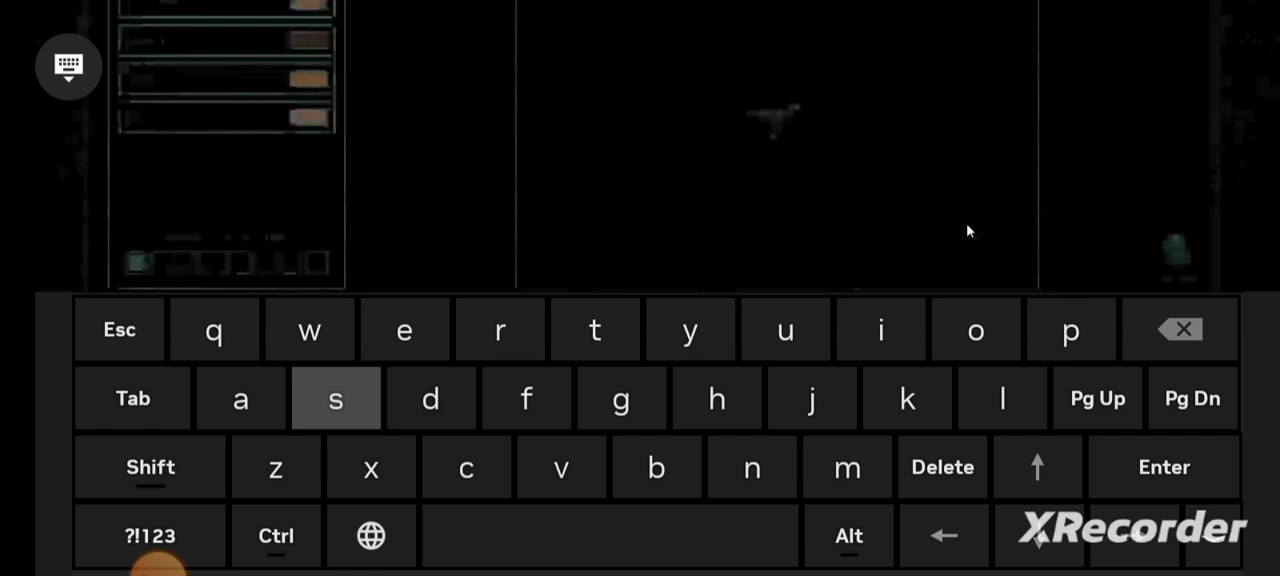 Esc q w e r t y u i o p
Tab a s d f g h j k l Pg Up Pg Dn
Shift z x c v b n m Delete Enter
?!123 Ctrl Alt
XRecorder